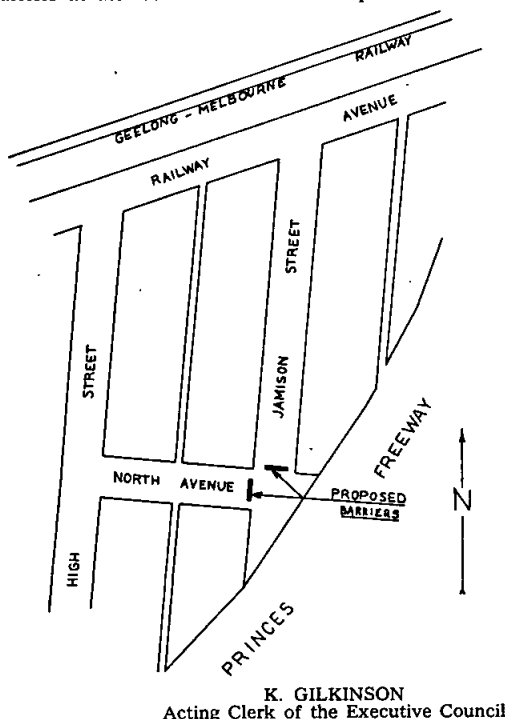 RAILWAY
GEELONG - MELBOURNE
AVENUE
RAILWAY
STREET
STREET
JAMISON
FREEWAY
NORTH AVENUE
PROPOSED
BARRIERS
N
HIGH
PRINCES
K. GILKINSON
Acting Clerk of the Executive Council